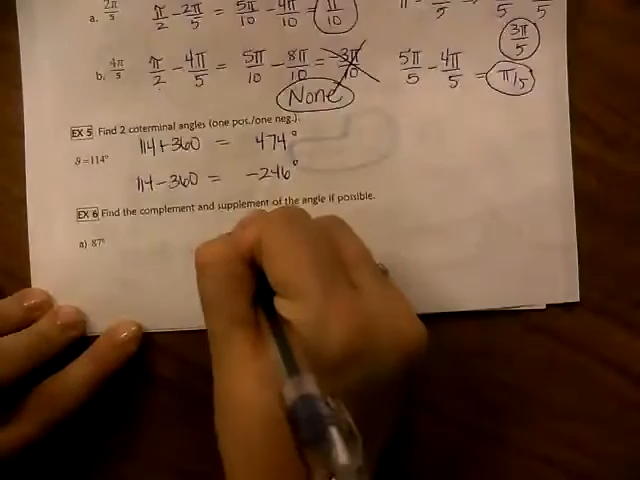 a. 2π/5 π/2 - 2π/5 = 5π/10 - 4π/10 = π/10
3π/5
b. 4π/5 π/2 - 4π/5 = 5π/10 - 8π/10 = -3π/10 5π/5 - 4π/5 = π/5
None
EX 5 Find 2 coterminal angles (one pos./one neg.)
114+360 = 474°
θ=114°
114-360 = -246°
EX 6 Find the complement and supplement of the angle if possible.
a) 87°